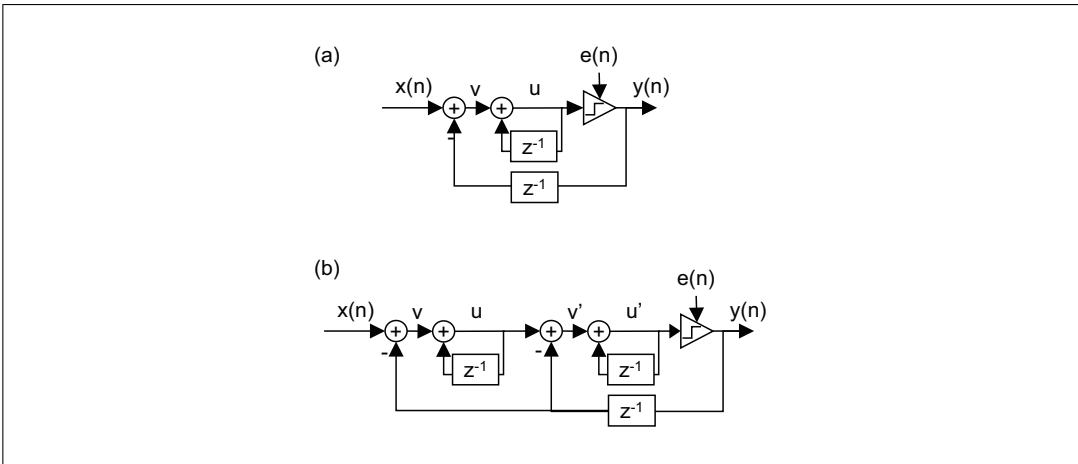 (a)
e(n)
x(n) v u y(n)
+ +
-
z-1
z-1
(b)
e(n)
x(n) v u v' u' y(n)
+ + + +
- -
z-1 z-1
z-1